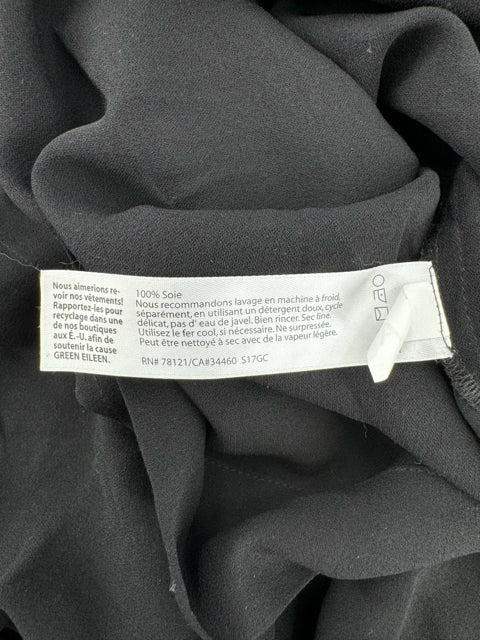 Nous aimerions re-
voir nos vêtements!
Rapportez-les pour
recyclage dans une
de nos boutiques
aux É.-U. afin de
soutenir la cause
GREEN EILEEN.
100% Soie
Nous recommandons lavage en machine à froid,
séparément, en utilisant un détergent doux, cycle
délicat, pas d' eau de javel. Bien rincer. Sec line.
Utilisez le fer cool, si nécessaire. Ne surpressée.
Peut être nettoyé à sec avec de la vapeur légère.
RN# 78121/CA#34460 S17GC